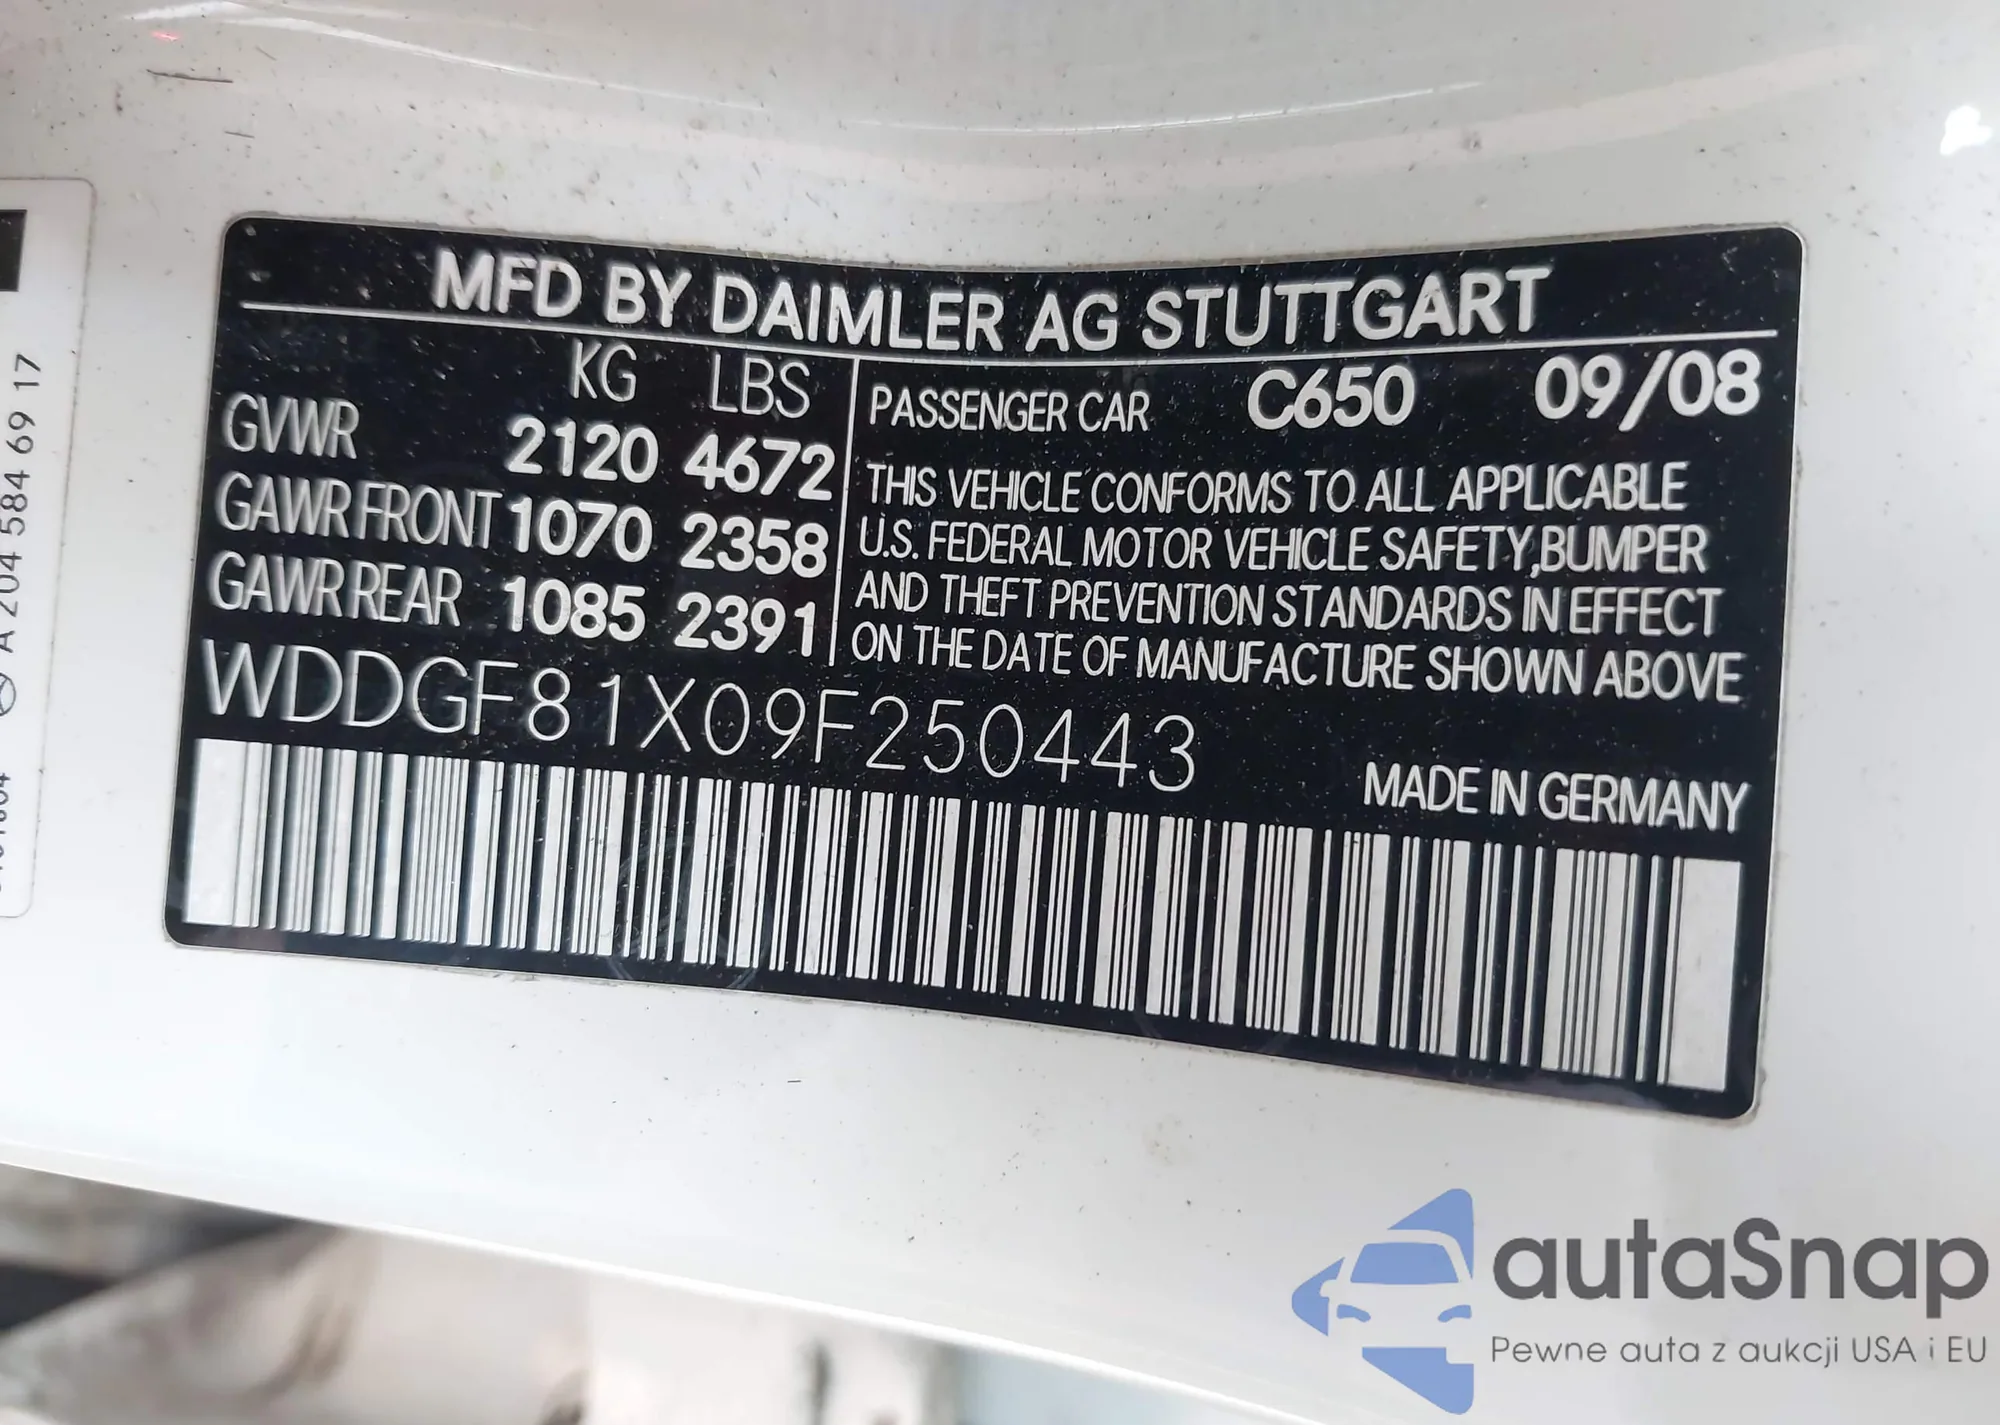 MFD BY DAIMLER AG STUTTGART
KG LBS
GVWR 2120 4672
GAWR FRONT 1070 2358
GAWR REAR 1085 2391
PASSENGER CAR C650 09/08
THIS VEHICLE CONFORMS TO ALL APPLICABLE
U.S. FEDERAL MOTOR VEHICLE SAFETY,BUMPER
AND THEFT PREVENTION STANDARDS IN EFFECT
ON THE DATE OF MANUFACTURE SHOWN ABOVE
WDDGF81X09F250443
MADE IN GERMANY
A 204 584 69 17
autaSnap
Pewne auta z aukcji USA i EU